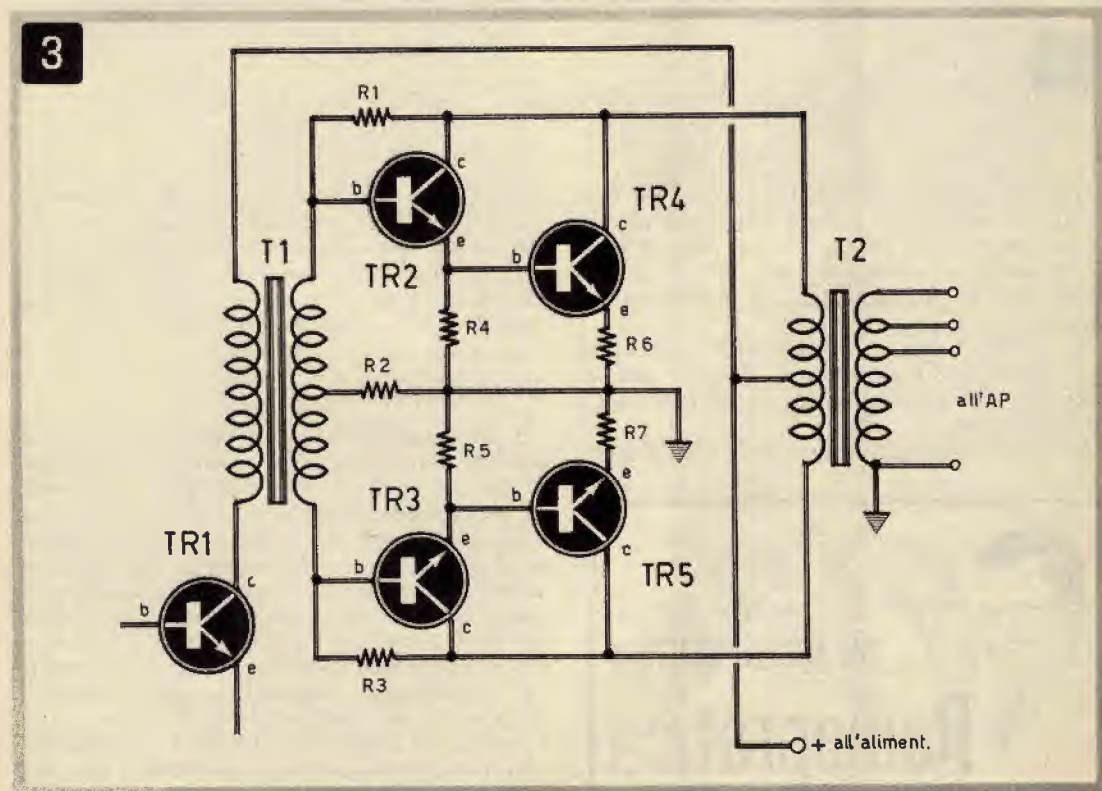 3
R1
c
b
TR4
e
c
T1
TR2
b
T2
e
R4
R6
R2
all'AP
R7
R5
e
TR3
b
e
TR1
b
c
TR5
c
c
b
R3
e
+ all'aliment.